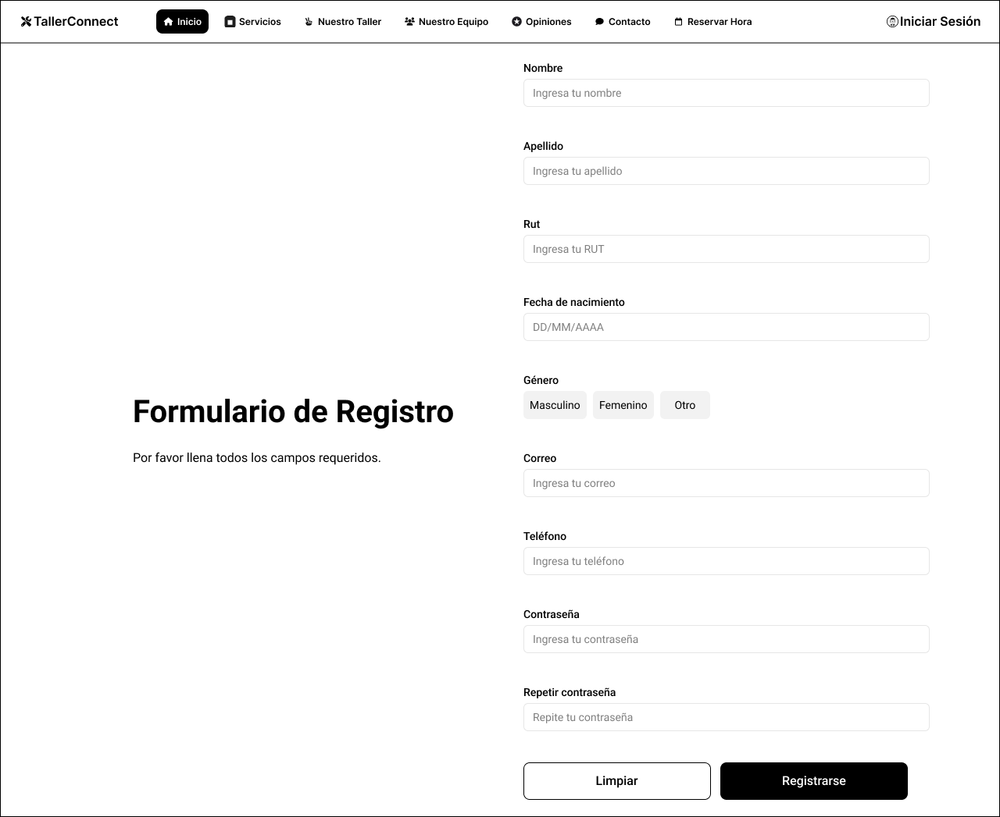 TallerConnect
Inicio
Servicios
Nuestro Taller
Nuestro Equipo
Opiniones
Contacto
Reservar Hora
Iniciar Sesión
Formulario de Registro
Por favor llena todos los campos requeridos.
Nombre
Ingresa tu nombre
Apellido
Ingresa tu apellido
Rut
Ingresa tu RUT
Fecha de nacimiento
DD/MM/AAAA
Género
Masculino
Femenino
Otro
Correo
Ingresa tu correo
Teléfono
Ingresa tu teléfono
Contraseña
Ingresa tu contraseña
Repetir contraseña
Repite tu contraseña
Limpiar
Registrarse